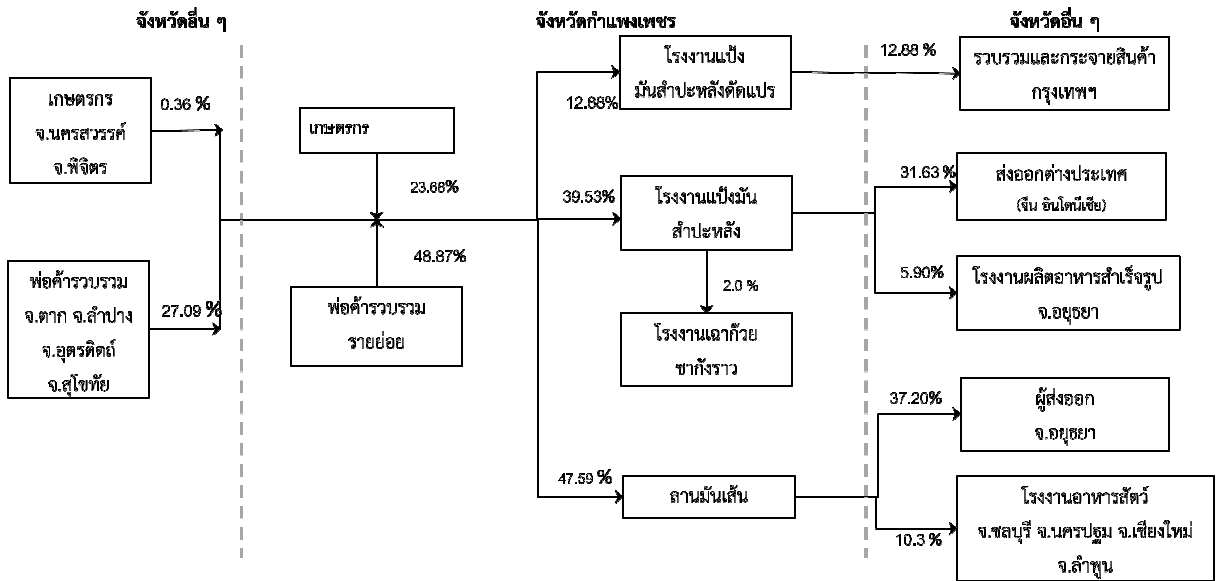 จังหวัดอื่น ๆ
จังหวัดกำแพงเพชร
จังหวัดอื่น ๆ
เกษตรกร
จ.นครสวรรค์
จ.พิจิตร
0.36 %
พ่อค้ารวบรวม
จ.ตาก จ.ลำปาง
จ.อุตรดิตถ์
จ.สุโขทัย
27.09 %
เกษตรกร
23.68%
48.87%
พ่อค้ารวบรวม
รายย่อย
12.88%
โรงงานแป้ง
มันสำปะหลังดัดแปร
12.88 %
รวบรวมและกระจายสินค้า
กรุงเทพฯ
39.53%
โรงงานแป้งมัน
สำปะหลัง
31.63 %
ส่งออกต่างประเทศ
(จีน อินโดนีเซีย)
5.90%
โรงงานผลิตอาหารสำเร็จรูป
จ.อยุธยา
2.0 %
โรงงานเฉาก๊วย
ชากังราว
47.59 %
ลานมันเส้น
37.20%
ผู้ส่งออก
จ.อยุธยา
10.3 %
โรงงานอาหารสัตว์
จ.ชลบุรี จ.นครปฐม จ.เชียงใหม่
จ.ลำพูน